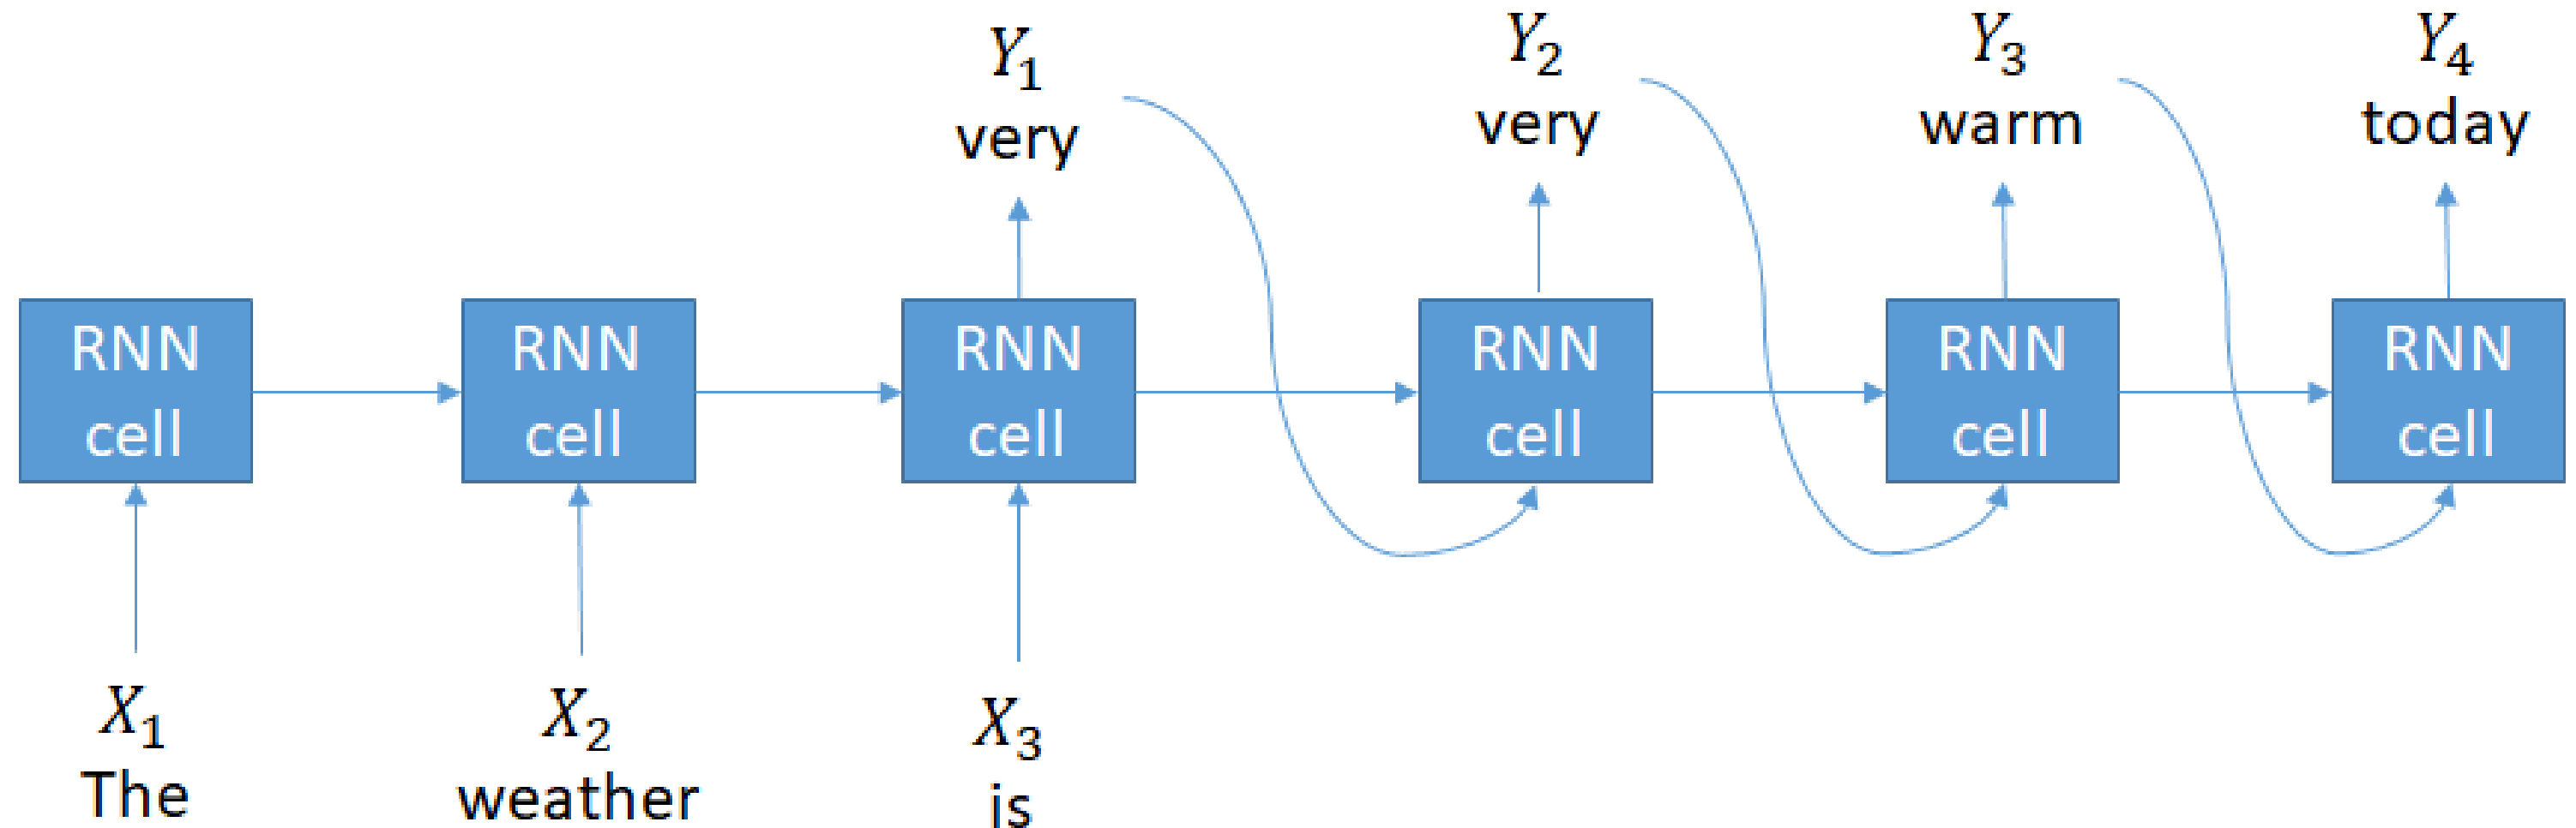 Y₁
very
Y₂
very
Y₃
warm
Y₄
today
RNN
cell
RNN
cell
RNN
cell
RNN
cell
RNN
cell
RNN
cell
X₁
The
X₂
weather
X₃
is